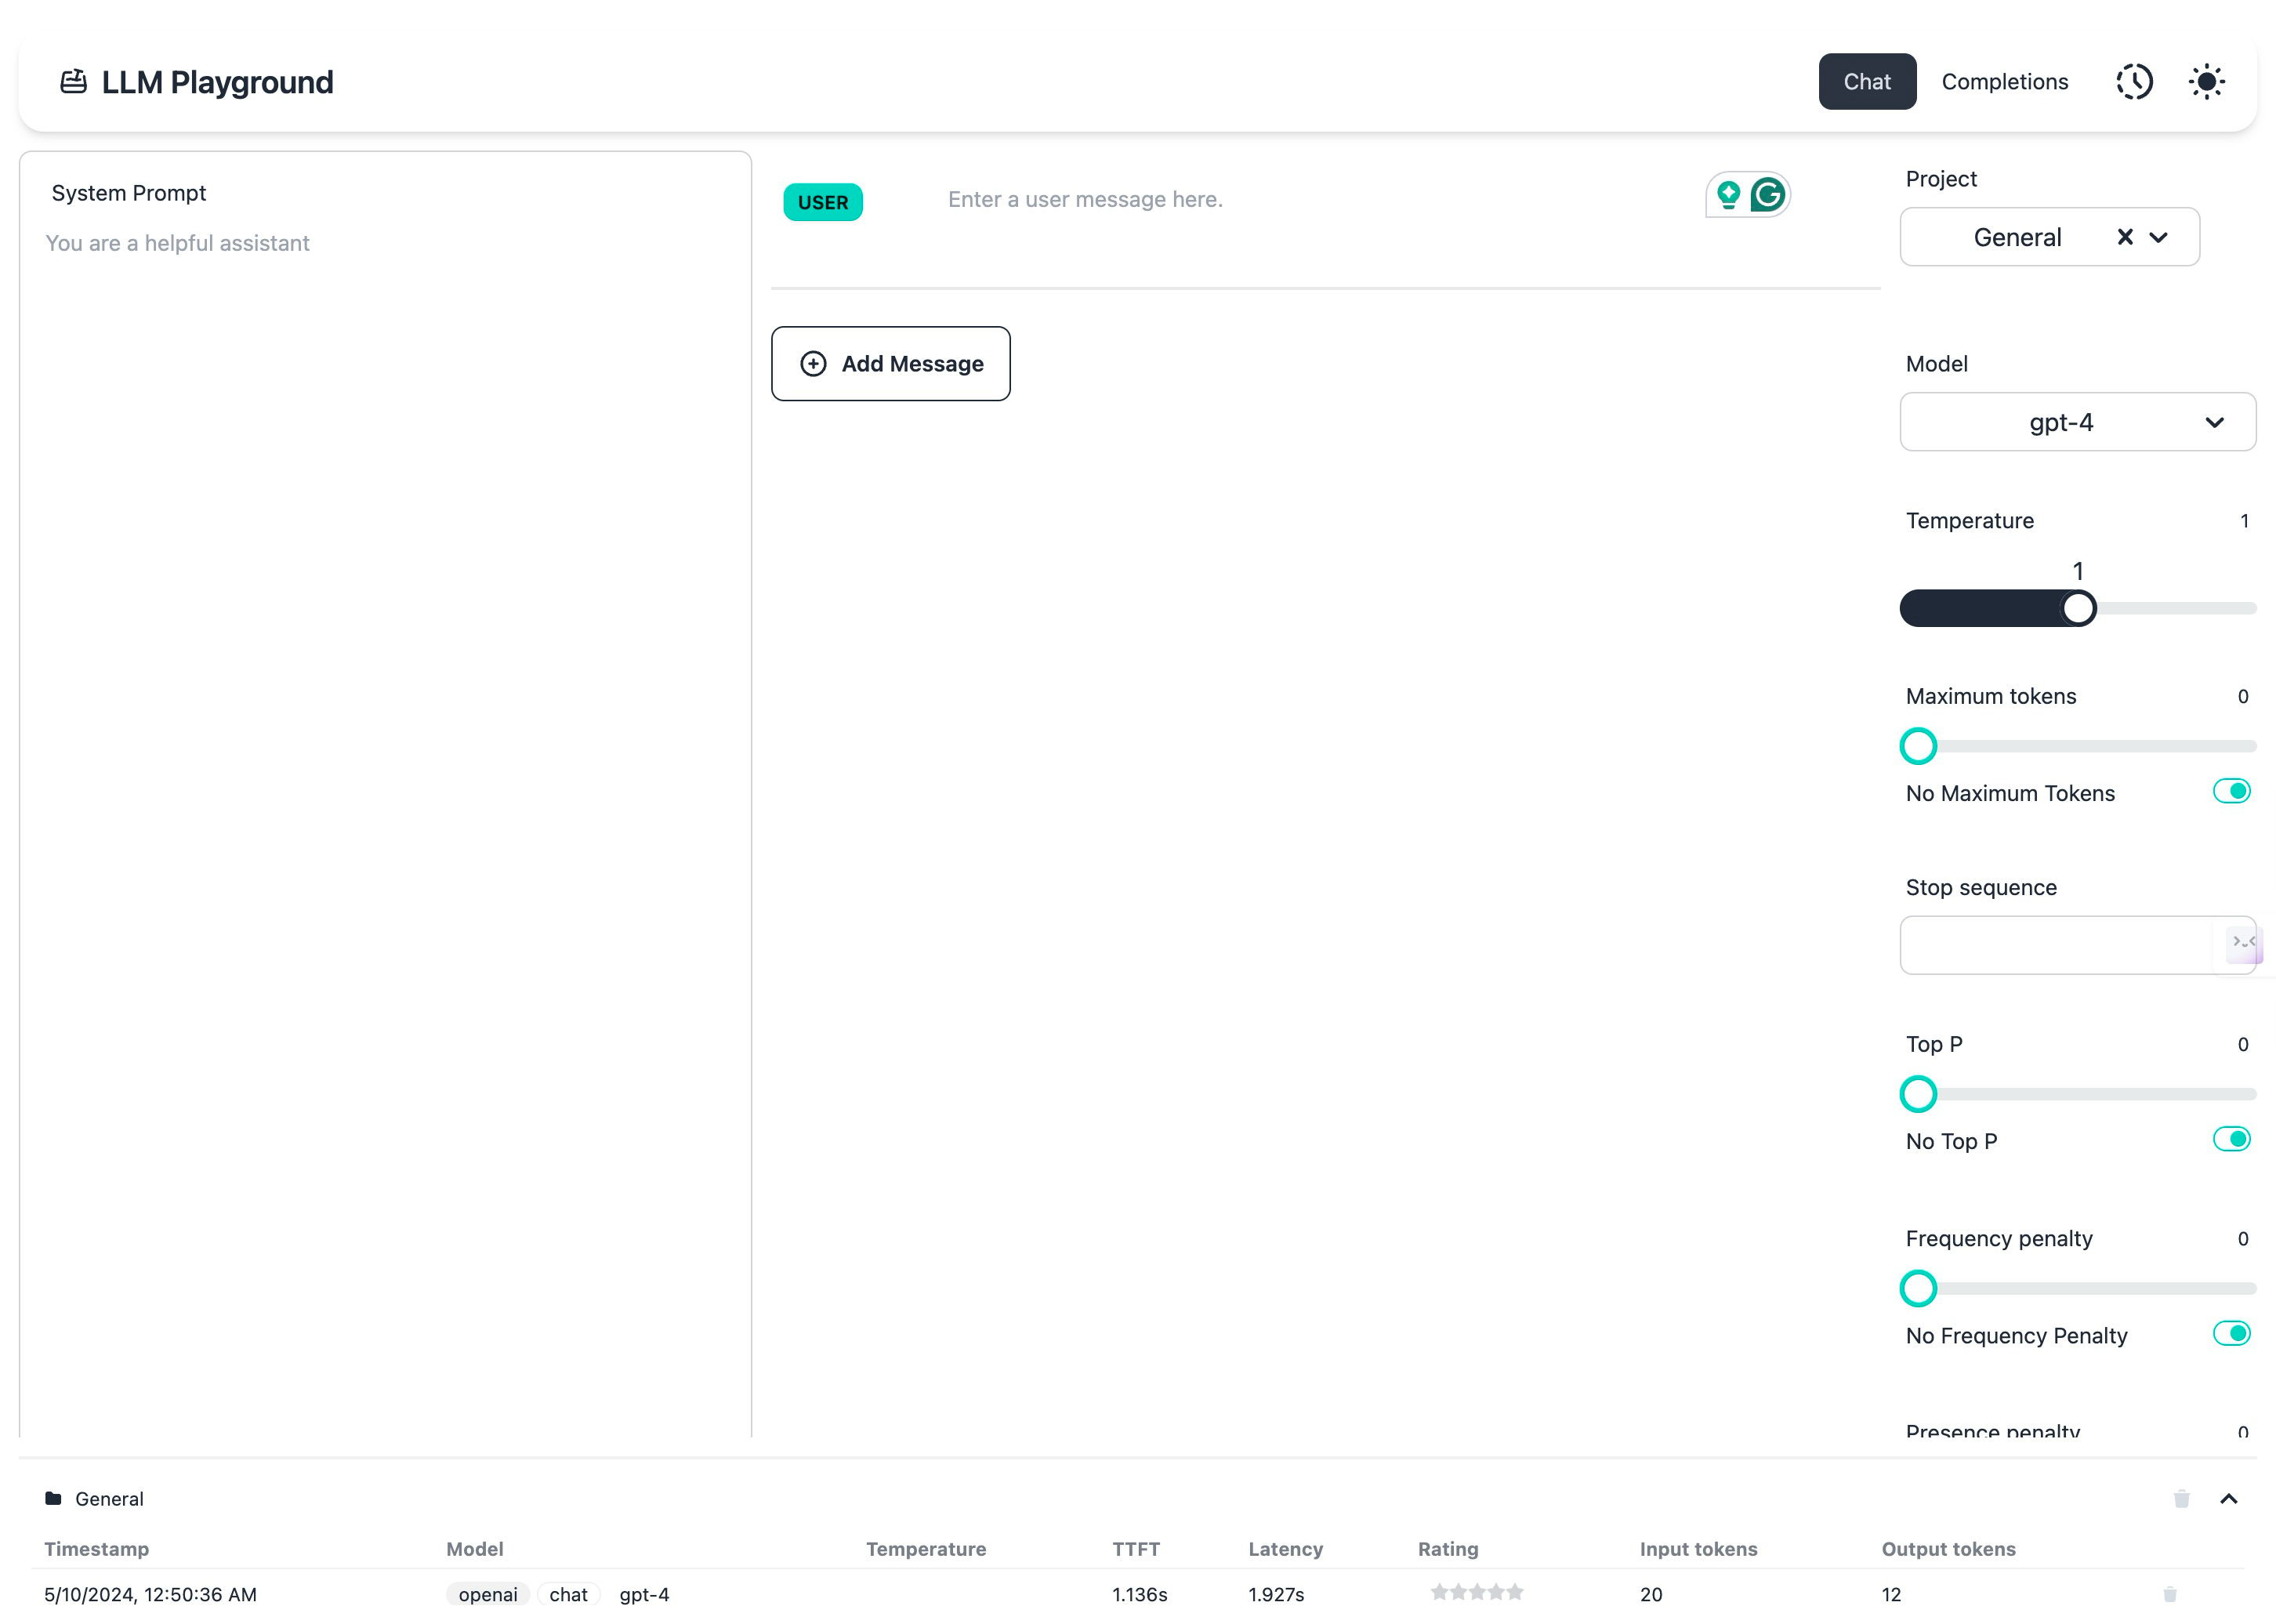 LLM Playground
Chat
Completions
System Prompt
You are a helpful assistant
USER
Enter a user message here.
Add Message
Project
General
Model
gpt-4
Temperature 1
1
Maximum tokens 0
No Maximum Tokens
Stop sequence
Top P 0
No Top P
Frequency penalty 0
No Frequency Penalty
Presence penalty 0
General
Timestamp Model Temperature TTFT Latency Rating Input tokens Output tokens
5/10/2024, 12:50:36 AM openai chat gpt-4 1.136s 1.927s 20 12